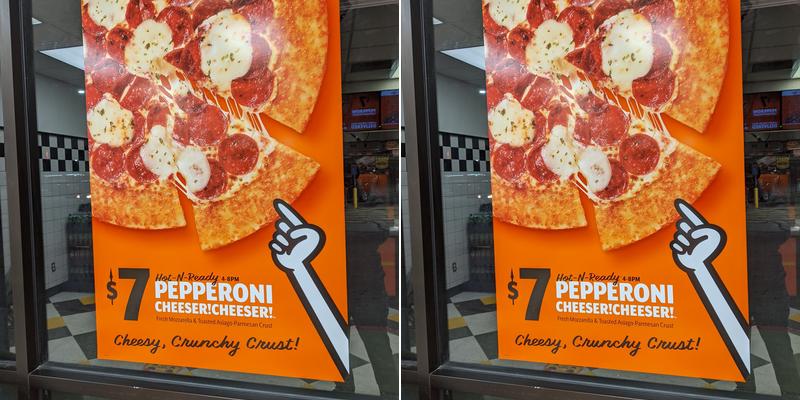 $7 Hot-N-Ready 4-8PM
PEPPERONI
CHEESER!CHEESER!
Fresh Mozzarella & Toasted Asiago-Parmesan Crust
Cheesy, Crunchy Crust!
$7 Hot-N-Ready 4-8PM
PEPPERONI
CHEESER!CHEESER!
Fresh Mozzarella & Toasted Asiago-Parmesan Crust
Cheesy, Crunchy Crust!